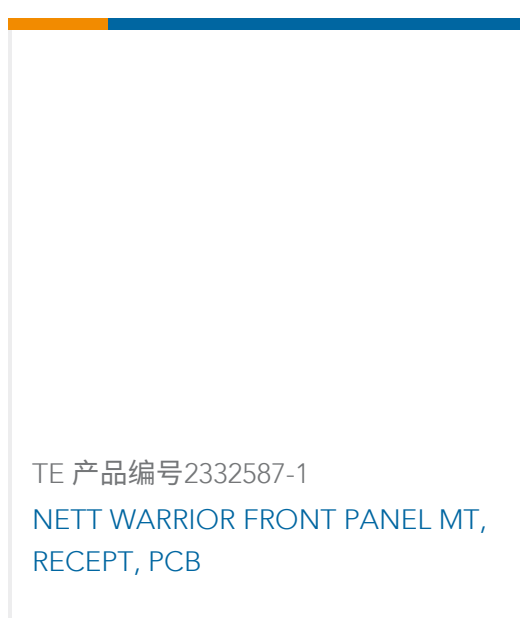 TE 产品编号2332587-1
NETT WARRIOR FRONT PANEL MT,
RECEPT, PCB